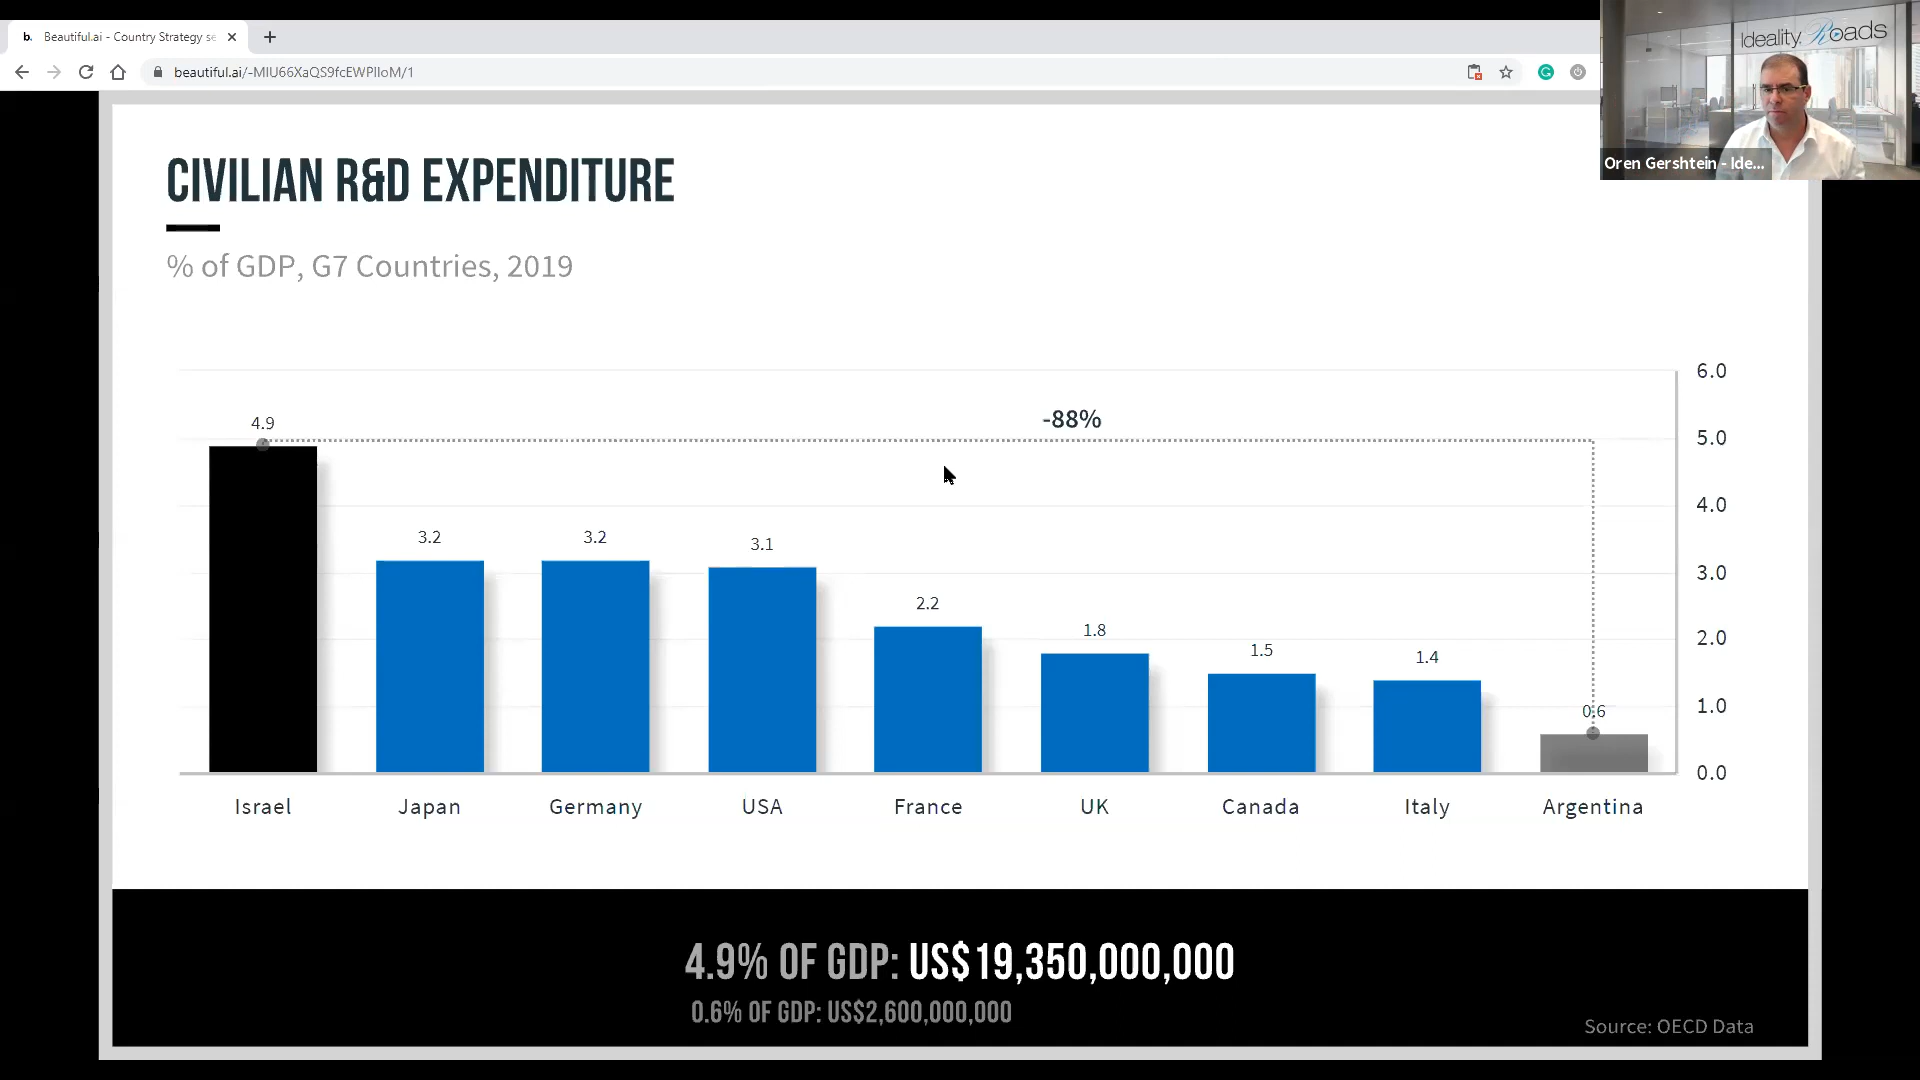 Beautiful.ai - Country Strategy se
beautiful.ai/-MIU66XaQS9fcEWPIloM/1
Ideality. Roads
Oren Gershtein - Ide...
CIVILIAN R&D EXPENDITURE
% of GDP, G7 Countries, 2019
6.0
-88%
4.9
5.0
4.0
3.2
3.2
3.1
3.0
2.2
2.0
1.8
1.5
1.4
1.0
0.6
0.0
Israel Japan Germany USA France UK Canada Italy Argentina
4.9% OF GDP: US$19,350,000,000
0.6% OF GDP: US$2,600,000,000
Source: OECD Data